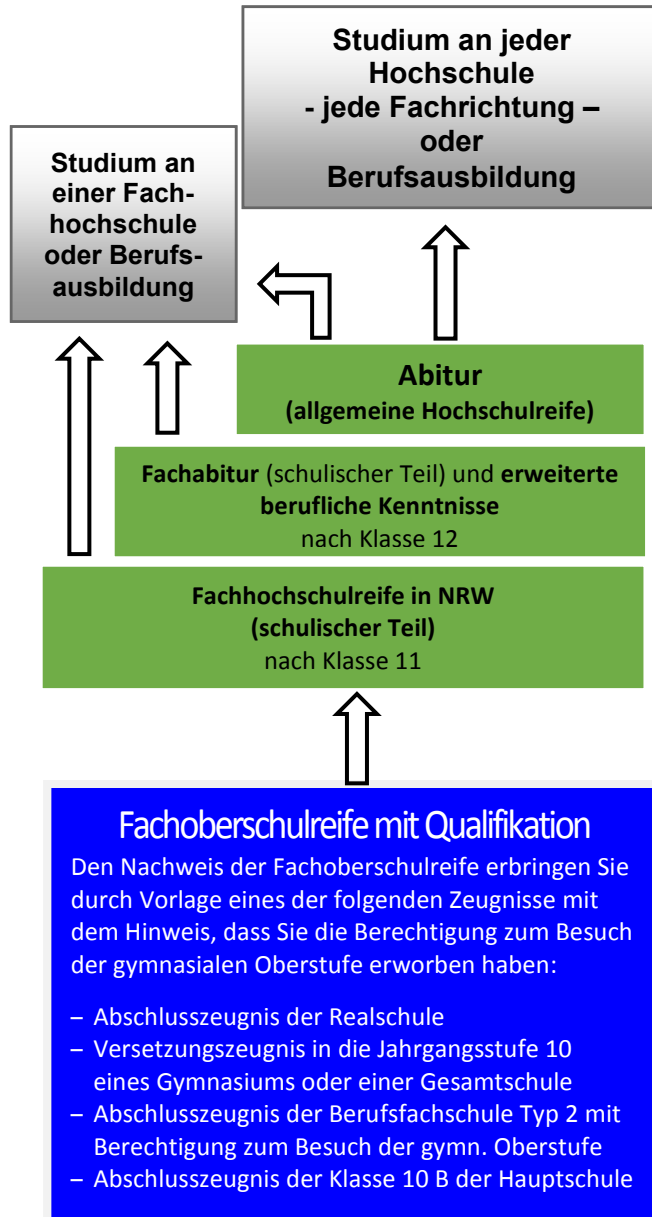 Studium an jeder
Hochschule
- jede Fachrichtung –
oder
Berufsausbildung
Studium an
einer Fach-
hochschule
oder Berufs-
ausbildung
Abitur
(allgemeine Hochschulreife)
Fachabitur (schulischer Teil) und erweiterte
berufliche Kenntnisse
nach Klasse 12
Fachhochschulreife in NRW
(schulischer Teil)
nach Klasse 11
Fachoberschulreife mit Qualifikation
Den Nachweis der Fachoberschulreife erbringen Sie
durch Vorlage eines der folgenden Zeugnisse mit
dem Hinweis, dass Sie die Berechtigung zum Besuch
der gymnasialen Oberstufe erworben haben:
– Abschlusszeugnis der Realschule
– Versetzungszeugnis in die Jahrgangsstufe 10
eines Gymnasiums oder einer Gesamtschule
– Abschlusszeugnis der Berufsfachschule Typ 2 mit
Berechtigung zum Besuch der gymn. Oberstufe
– Abschlusszeugnis der Klasse 10 B der Hauptschule